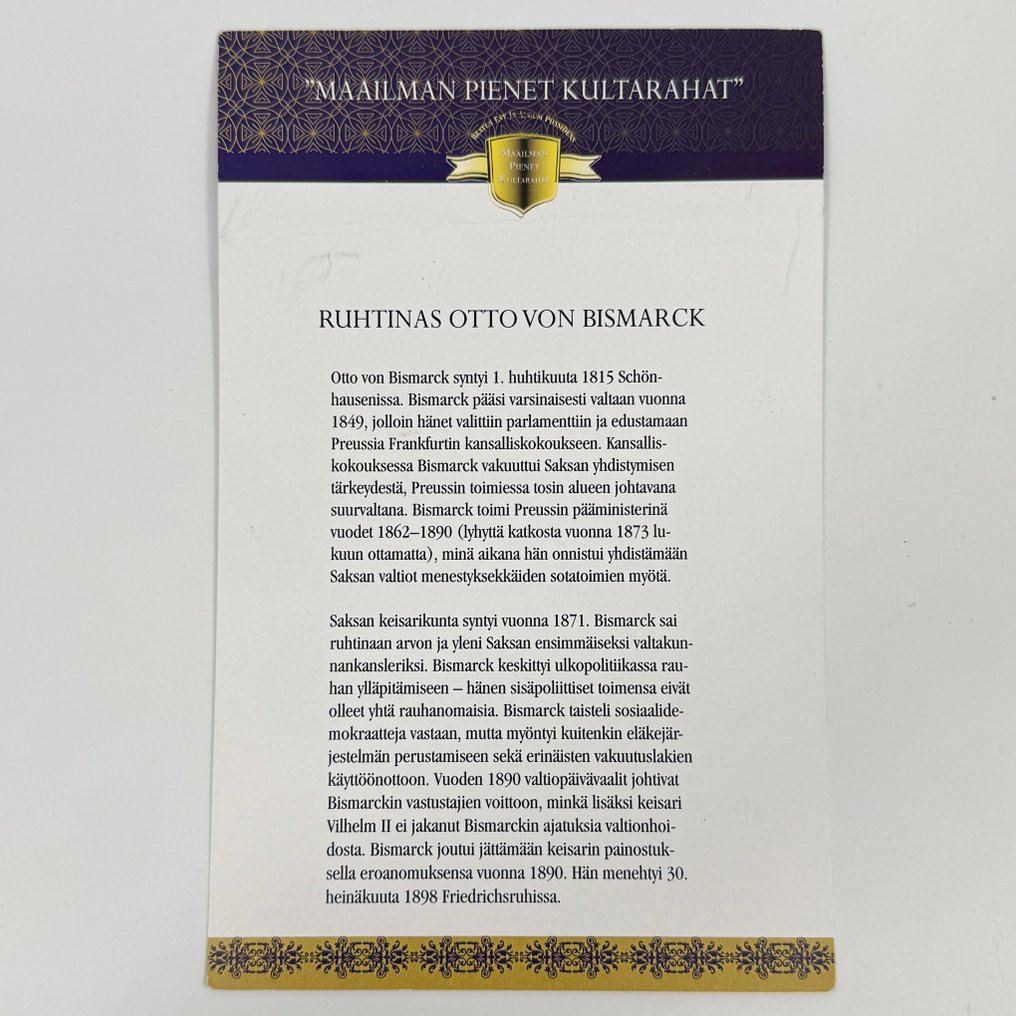 "MAAILMAN PIENET KULTARAHAT"
MAAILMAN
PIENET
KULTARAHAT
RUHTINAS OTTO VON BISMARCK
Otto von Bismarck syntyi 1. huhtikuuta 1815 Schön-
hausenissa. Bismarck pääsi varsinaisesti valtaan vuonna
1849, jolloin hänet valittiin parlamenttiin ja edustamaan
Preussia Frankfurtin kansalliskokoukseen. Kansallis-
kokouksessa Bismarck vakuuttui Saksan yhdistymisen
tärkeydestä, Preussin toimiessa tosin alueen johtavana
suurvaltana. Bismarck toimi Preussin pääministerinä
vuodet 1862–1890 (lyhyttä katkosta vuonna 1873 lu-
kuun ottamatta), minä aikana hän onnistui yhdistämään
Saksan valtiot menestyksekkäiden sotatoimien myötä.
Saksan keisarikunta syntyi vuonna 1871. Bismarck sai
ruhtinaan arvon ja yleni Saksan ensimmäiseksi valtakun-
nankansleriksi. Bismarck keskittyi ulkopolitiikassa rau-
han ylläpitämiseen – hänen sisäpoliittiset toimensa eivät
olleet yhtä rauhanomaisia. Bismarck taisteli sosiaalide-
mokraatteja vastaan, mutta myöntyi kuitenkin eläkejär-
jestelmän perustamiseen sekä erinäisten vakuutuslakien
käyttöönottoon. Vuoden 1890 valtiopäivävaalit johtivat
Bismarckin vastustajien voittoon, minkä lisäksi keisari
Vilhelm II ei jakanut Bismarckin ajatuksia valtionhoi-
dosta. Bismarck joutui jättämään keisarin painostuk-
sella eroanomuksensa vuonna 1890. Hän menehtyi 30.
heinäkuuta 1898 Friedrichsruhissa.